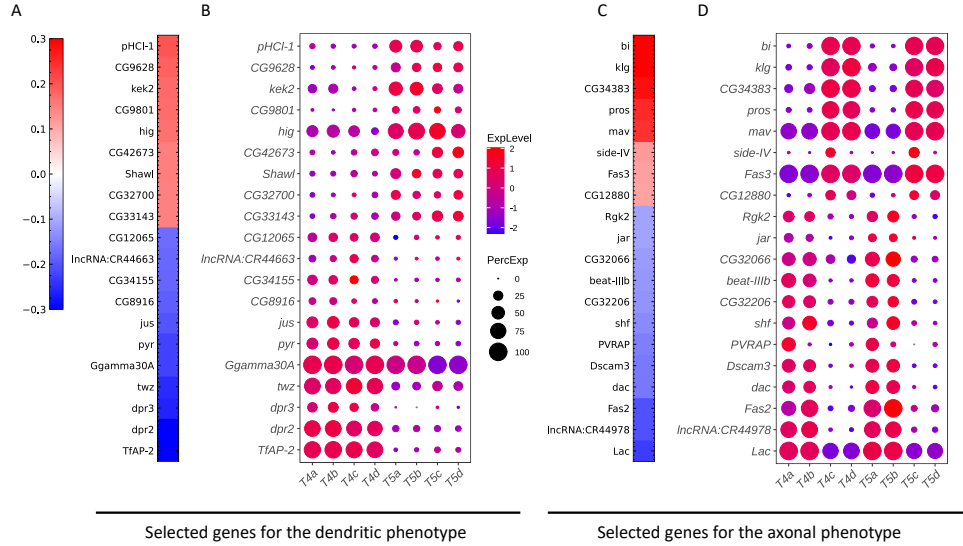 A
B
C
D
0.3
0.2
0.1
0.0
−0.1
−0.2
−0.3
pHCl-1
CG9628
kek2
CG9801
hig
CG42673
Shawl
CG32700
CG33143
CG12065
lncRNA:CR44663
CG34155
CG8916
jus
pyr
Ggamma30A
twz
dpr3
dpr2
TfAP-2
pHCl-1
CG9628
kek2
CG9801
hig
CG42673
Shawl
CG32700
CG33143
CG12065
lncRNA:CR44663
CG34155
CG8916
jus
pyr
Ggamma30A
twz
dpr3
dpr2
TfAP-2
T4a T4b T4c T4d T5a T5b T5c T5d
ExpLevel
2
1
0
-1
-2
PercExp
0
25
50
75
100
bi
klg
CG34383
pros
mav
side-IV
Fas3
CG12880
Rgk2
jar
CG32066
beat-IIIb
CG32206
shf
PVRAP
Dscam3
dac
Fas2
lncRNA:CR44978
Lac
bi
klg
CG34383
pros
mav
side-IV
Fas3
CG12880
Rgk2
jar
CG32066
beat-IIIb
CG32206
shf
PVRAP
Dscam3
dac
Fas2
lncRNA:CR44978
Lac
T4a T4b T4c T4d T5a T5b T5c T5d
Selected genes for the dendritic phenotype
Selected genes for the axonal phenotype